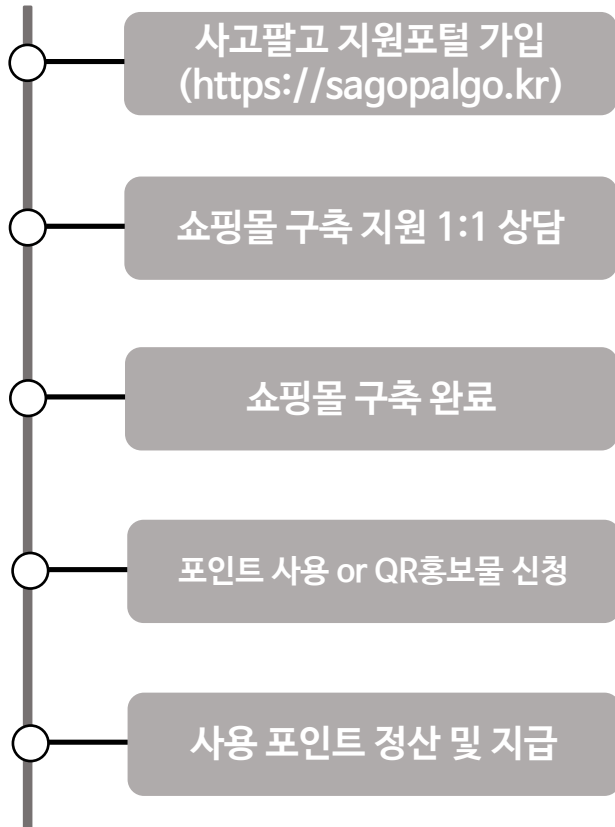 사고팔고 지원포털 가입
(https://sagopalgo.kr)
쇼핑몰 구축 지원 1:1 상담
쇼핑몰 구축 완료
포인트 사용 or QR홍보물 신청
사용 포인트 정산 및 지급